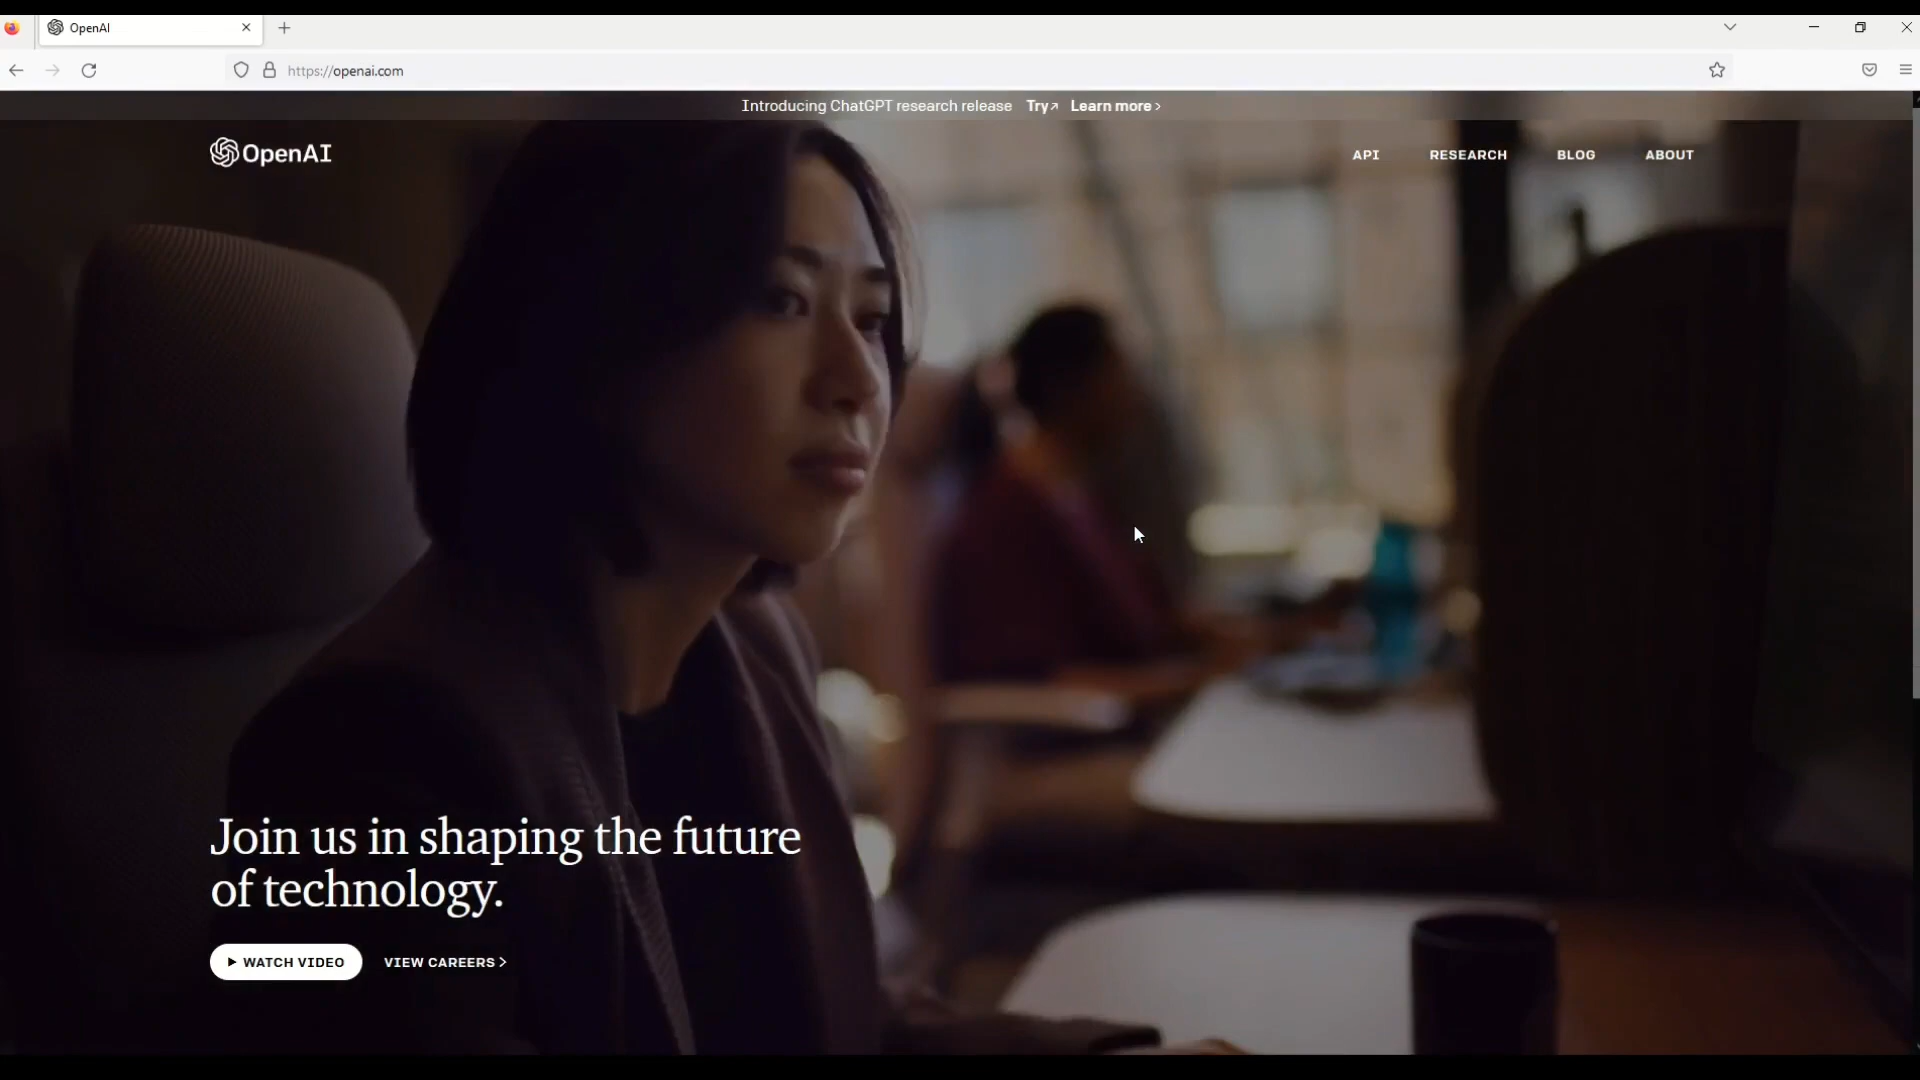 OpenAI
https://openai.com
Introducing ChatGPT research release Try↗ Learn more ›
OpenAI
API RESEARCH BLOG ABOUT
Join us in shaping the future
of technology.
WATCH VIDEO VIEW CAREERS >